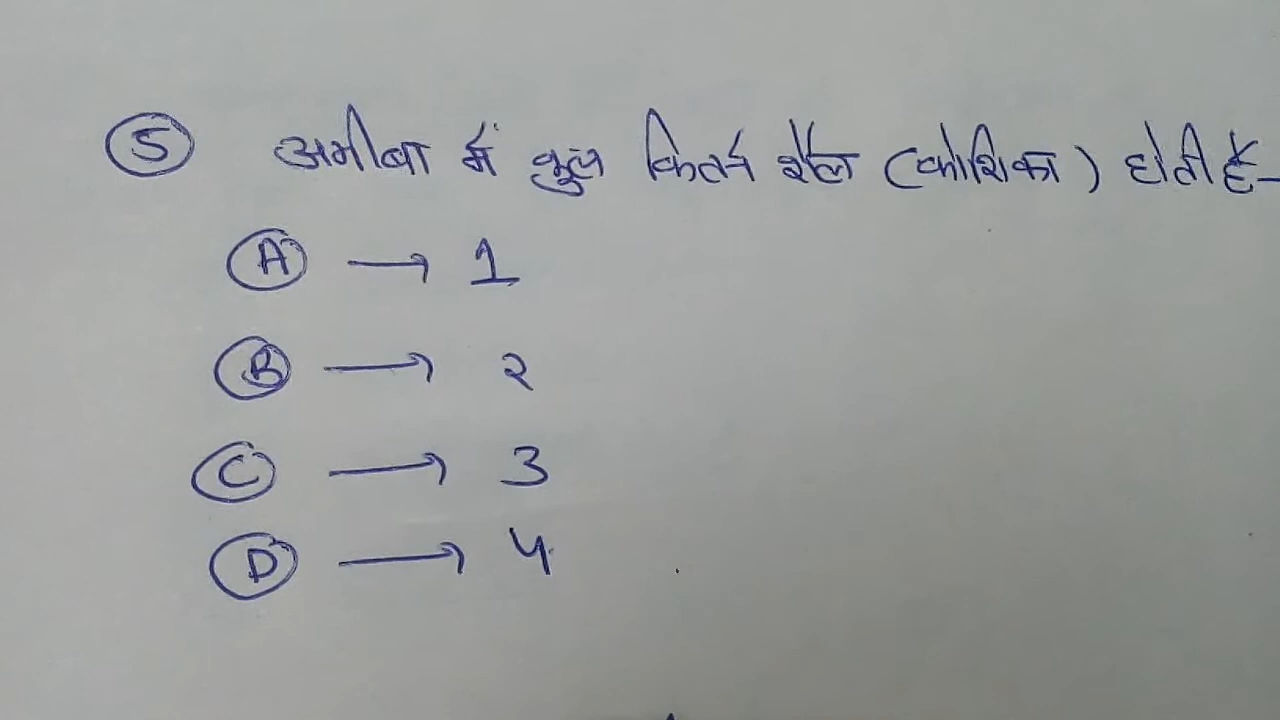 5 अमीबा में कुल कितने शैल (कोशिका) होती है-
A → 1
B → २
C → 3
D → 4